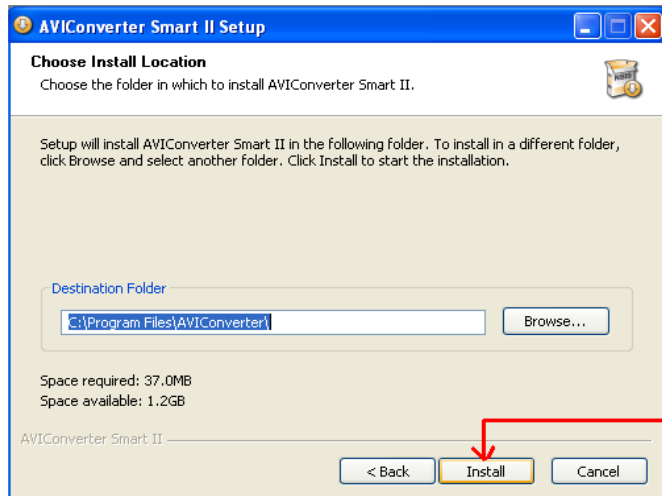 AVIConverter Smart II Setup
Choose Install Location
Choose the folder in which to install AVIConverter Smart II.
NSIS
Setup will install AVIConverter Smart II in the following folder. To install in a different folder,
click Browse and select another folder. Click Install to start the installation.
Destination Folder
C:\Program Files\AVIConverter\
Browse...
Space required: 37.0MB
Space available: 1.2GB
AVIConverter Smart II
< Back
Install
Cancel